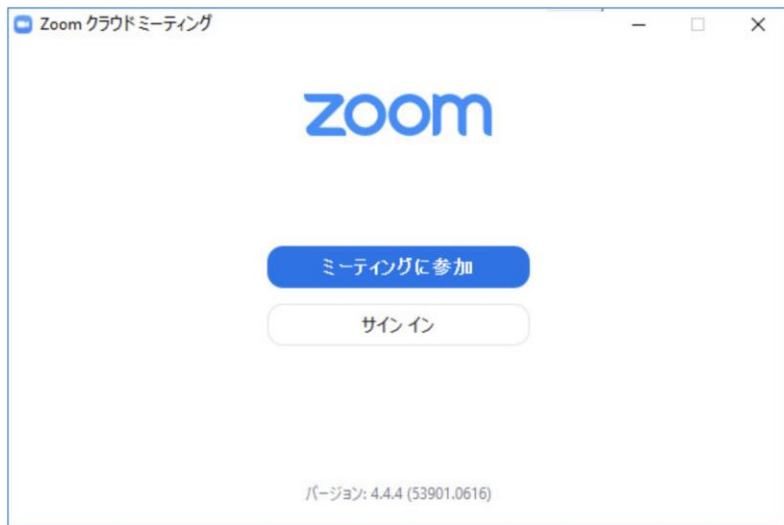 Zoom クラウド ミーティング
zoom
ミーティングに参加
サイン イン
バージョン: 4.4.4 (53901.0616)